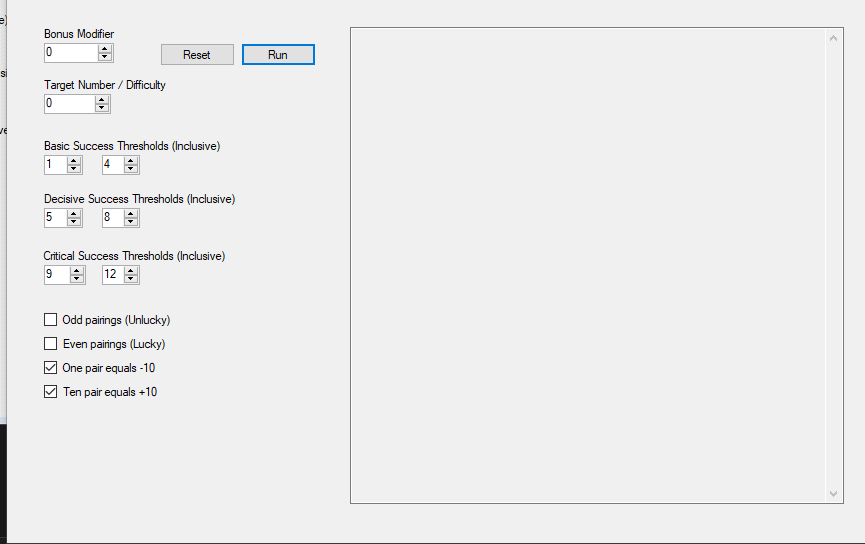 e)
Bonus Modifier
0
Reset
Run
si
Target Number / Difficulty
0
ve
Basic Success Thresholds (Inclusive)
1 4
Decisive Success Thresholds (Inclusive)
5 8
Critical Success Thresholds (Inclusive)
9 12
Odd pairings (Unlucky)
Even pairings (Lucky)
One pair equals -10
Ten pair equals +10